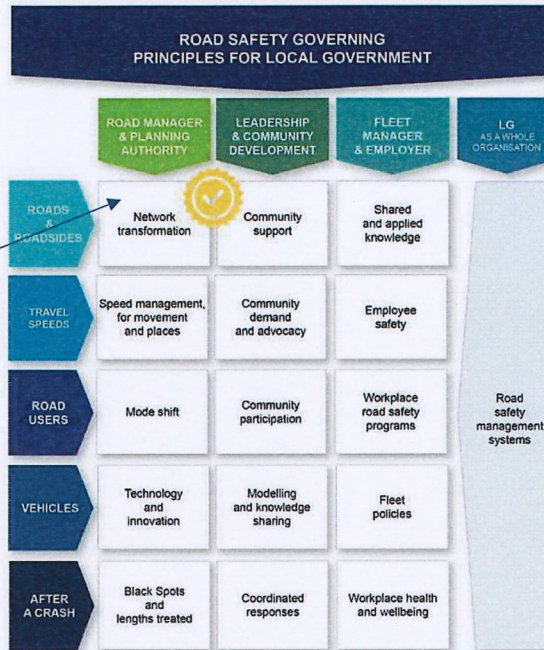 ROAD SAFETY GOVERNING
PRINCIPLES FOR LOCAL GOVERNMENT
ROAD MANAGER
& PLANNING
AUTHORITY
LEADERSHIP
& COMMUNITY
DEVELOPMENT
FLEET
MANAGER
& EMPLOYER
LG
AS A WHOLE
ORGANISATION
ROADS
&
ROADSIDES
Network
transformation
Community
support
Shared
and applied
knowledge
TRAVEL
SPEEDS
Speed management,
for movement
and places
Community
demand
and advocacy
Employee
safety
ROAD
USERS
Mode shift
Community
participation
Workplace
road safety
programs
Road
safety
management
systems
VEHICLES
Technology
and
innovation
Modelling
and knowledge
sharing
Fleet
policies
AFTER
A CRASH
Black Spots
and
lengths treated
Coordinated
responses
Workplace health
and wellbeing